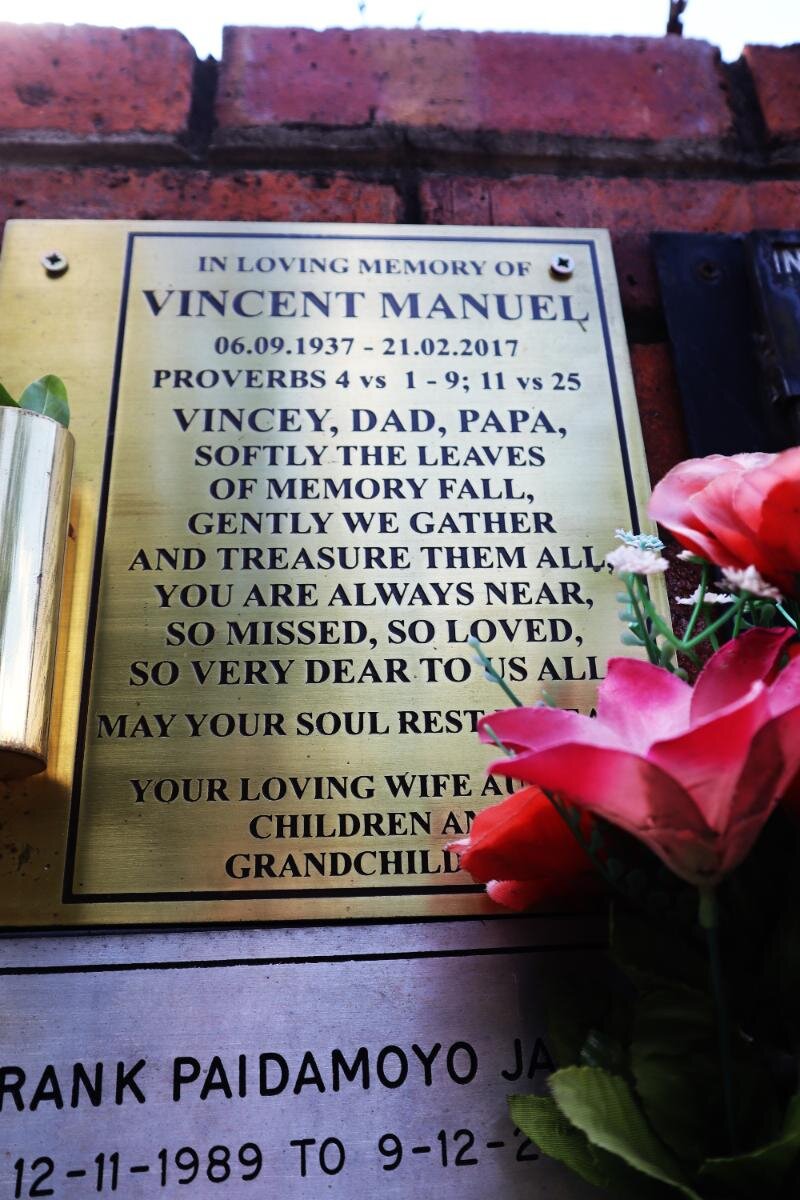 IN LOVING MEMORY OF
VINCENT MANUEL
06.09.1937 - 21.02.2017
PROVERBS 4 vs 1 - 9; 11 vs 25
VINCEY, DAD, PAPA,
SOFTLY THE LEAVES
OF MEMORY FALL,
GENTLY WE GATHER
AND TREASURE THEM ALL,
YOU ARE ALWAYS NEAR,
SO MISSED, SO LOVED,
SO VERY DEAR TO US ALL
MAY YOUR SOUL REST
YOUR LOVING WIFE
CHILDREN
IN
PAIDAMOYO
12-11-1989 TO 9-12-